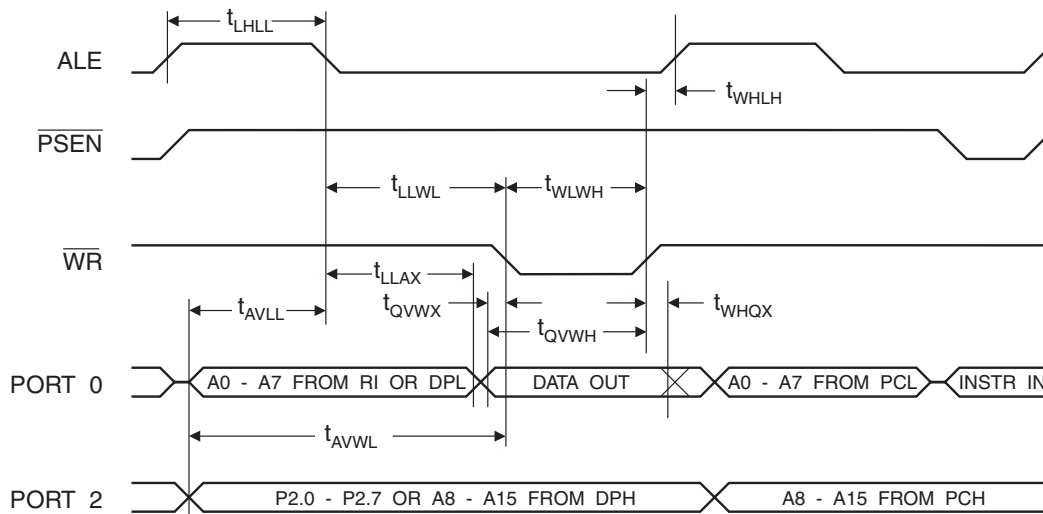 tLHLL
ALE
tWHLH
PSEN
tLLWL
tWLWH
WR
tLLAX
tAVLL
tQVWX
tWHQX
tQVWH
PORT 0
A0 - A7 FROM RI OR DPL
DATA OUT
A0 - A7 FROM PCL
INSTR IN
tAVWL
PORT 2
P2.0 - P2.7 OR A8 - A15 FROM DPH
A8 - A15 FROM PCH